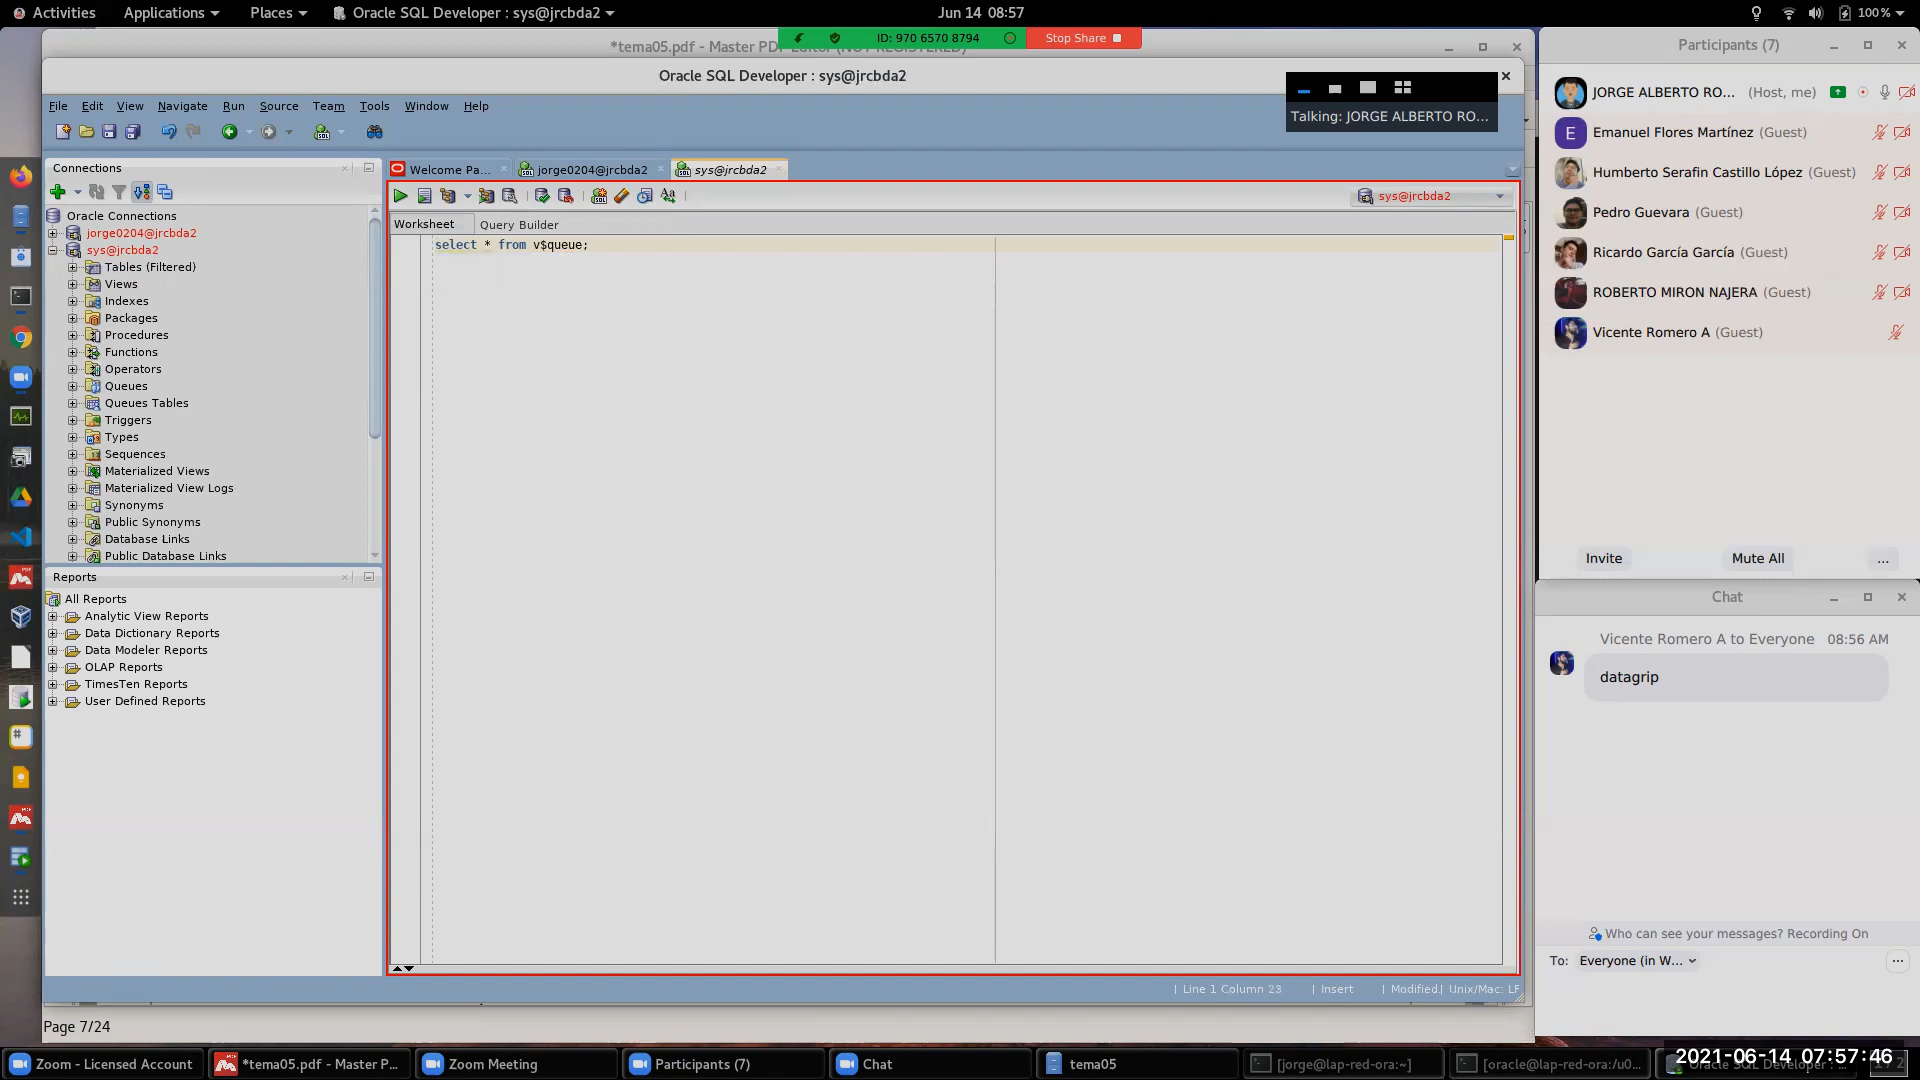 Activities
Applications
Places
Oracle SQL Developer : sys@jrcbda2
Jun 14 08:57
100%
*tema05.pdf - Master PDF Editor (NOT REGISTERED)
ID: 970 6570 8794
Stop Share
Oracle SQL Developer : sys@jrcbda2
Talking: JORGE ALBERTO RO...
File Edit View Navigate Run Source Team Tools Window Help
Connections
Oracle Connections
jorge0204@jrcbda2
sys@jrcbda2
Tables (Filtered)
Views
Indexes
Packages
Procedures
Functions
Operators
Queues
Queues Tables
Triggers
Types
Sequences
Materialized Views
Materialized View Logs
Synonyms
Public Synonyms
Database Links
Public Database Links
Reports
All Reports
Analytic View Reports
Data Dictionary Reports
Data Modeler Reports
OLAP Reports
TimesTen Reports
User Defined Reports
Welcome Pa...
jorge0204@jrcbda2
sys@jrcbda2
sys@jrcbda2
Worksheet
Query Builder
select * from v$queue;
Line 1 Column 23
Insert
Modified
Unix/Mac: LF
Page 7/24
Participants (7)
JORGE ALBERTO RO... (Host, me)
E
Emanuel Flores Martínez (Guest)
Humberto Serafin Castillo López (Guest)
Pedro Guevara (Guest)
Ricardo García García (Guest)
ROBERTO MIRON NAJERA (Guest)
Vicente Romero A (Guest)
Invite
Mute All
...
Chat
Vicente Romero A to Everyone 08:56 AM
datagrip
Who can see your messages? Recording On
To: Everyone (in W...
Zoom - Licensed Account
*tema05.pdf - Master P...
Zoom Meeting
Participants (7)
Chat
tema05
[jorge@lap-red-ora:~]
[oracle@lap-red-ora:/u0...
2021-06-14 07:57:46